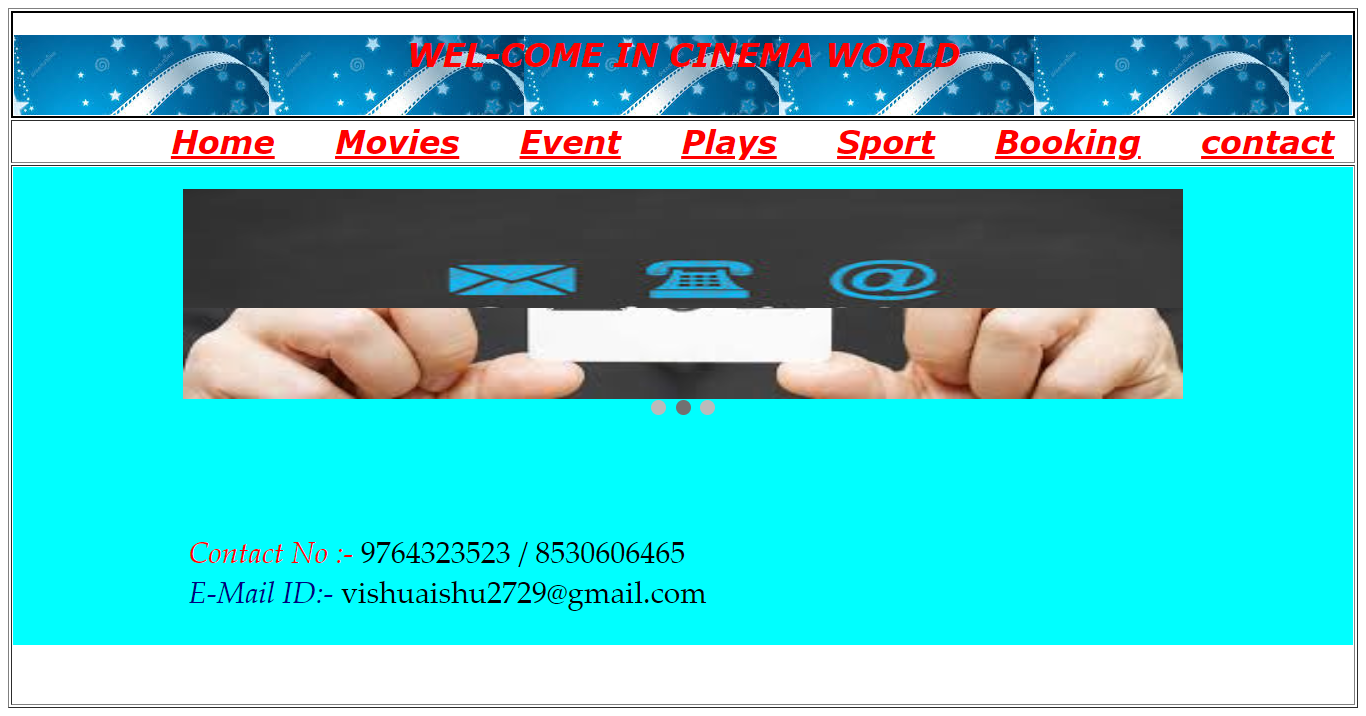 WEL-COME IN CINEMA WORLD
Home Movies Event Plays Sport Booking contact
@
Contact No :- 9764323523 / 8530606465
E-Mail ID:- vishuaishu2729@gmail.com